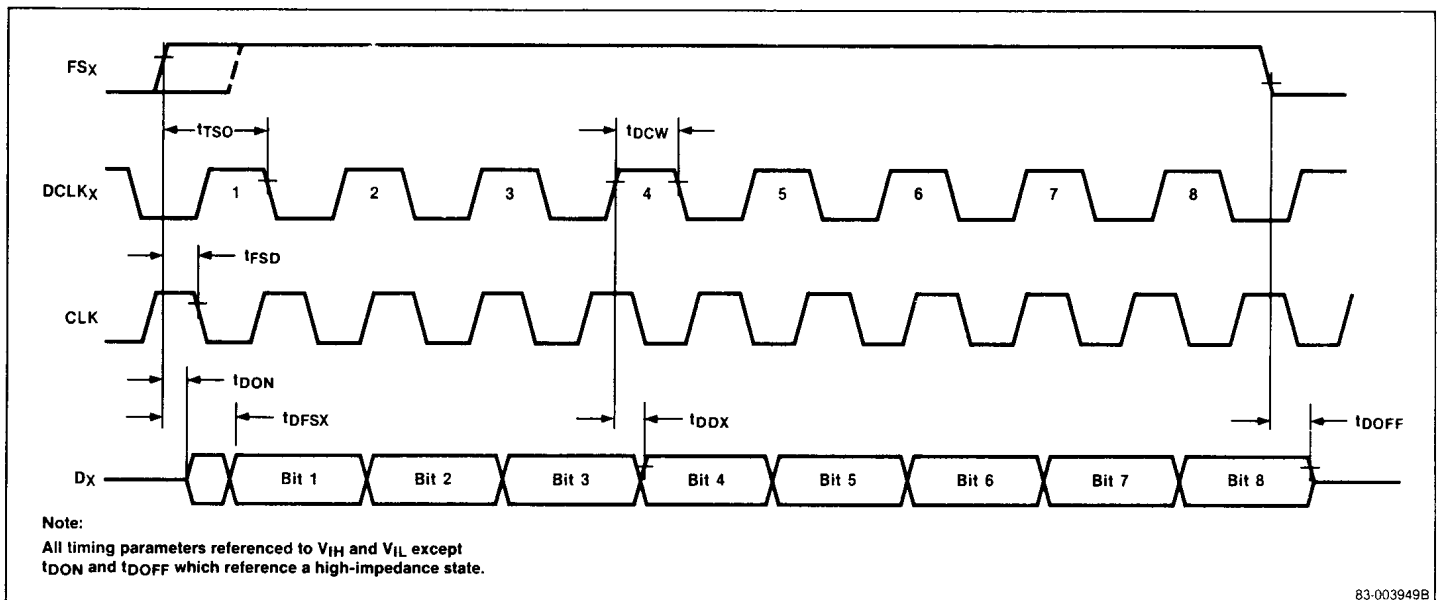 FSX
tTSO
tDCW
DCLKX
1 2 3 4 5 6 7 8
tFSD
CLK
tDON
tDFSX
tDDX
tDOFF
DX
Bit 1 Bit 2 Bit 3 Bit 4 Bit 5 Bit 6 Bit 7 Bit 8
Note:
All timing parameters referenced to VIH and VIL except
tDON and tDOFF which reference a high-impedance state.
83-003949B